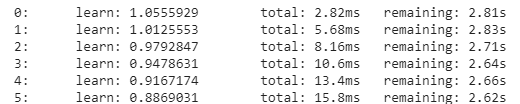 0: learn: 1.0555929 total: 2.82ms remaining: 2.81s
1: learn: 1.0125553 total: 5.68ms remaining: 2.83s
2: learn: 0.9792847 total: 8.16ms remaining: 2.71s
3: learn: 0.9478631 total: 10.6ms remaining: 2.64s
4: learn: 0.9167174 total: 13.4ms remaining: 2.66s
5: learn: 0.8869031 total: 15.8ms remaining: 2.62s